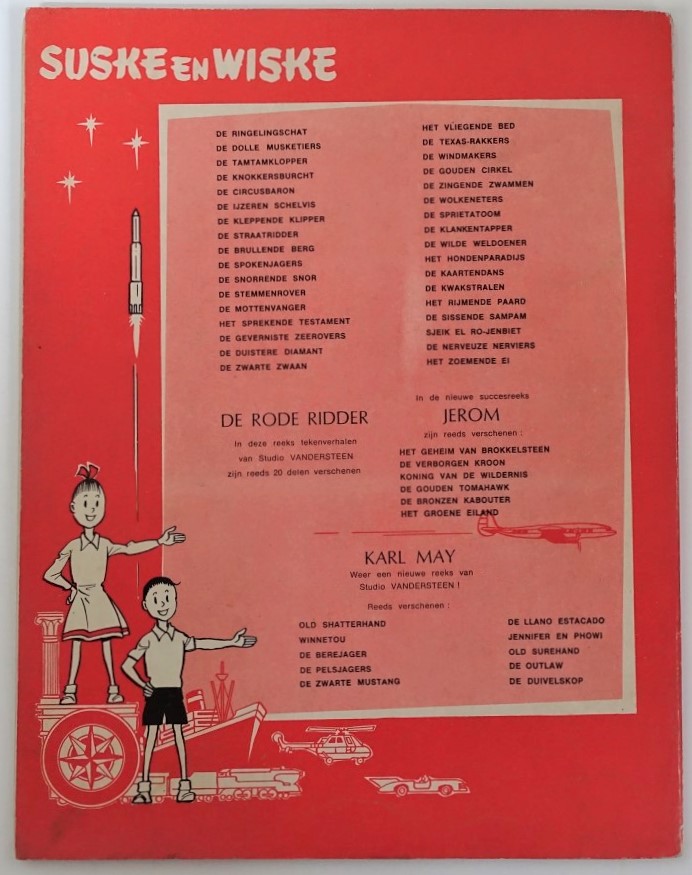 SUSKE EN WISKE
DE RINGELINGSCHAT
DE DOLLE MUSKETIERS
DE TAMTAMKLOPPER
DE KNOKKERSBURCHT
DE CIRCUSBARON
DE IJZEREN SCHELVIS
DE KLEPPENDE KLIPPER
DE STRAATRIDDER
DE BRULLENDE BERG
DE SPOKENJAGERS
DE SNORRENDE SNOR
DE STEMMENROVER
DE MOTTENVANGER
HET SPREKENDE TESTAMENT
DE GEVERNISTE ZEEROVERS
DE DUISTERE DIAMANT
DE ZWARTE ZWAAN
HET VLIEGENDE BED
DE TEXAS-RAKKERS
DE WINDMAKERS
DE GOUDEN CIRKEL
DE ZINGENDE ZWAMMEN
DE WOLKENETERS
DE SPRIETATOOM
DE KLANKENTAPPER
DE WILDE WELDOENER
HET HONDENPARADIJS
DE KAARTENDANS
DE KWAKSTRALEN
HET RIJMENDE PAARD
DE SISSENDE SAMPAM
SJEIK EL RO-JENBIET
DE NERVEUZE NERVIERS
HET ZOEMENDE EI
DE RODE RIDDER
In deze reeks tekenverhalen
van Studio VANDERSTEEN
zijn reeds 20 delen verschenen
In de nieuwe succesreeks
JEROM
zijn reeds verschenen :
HET GEHEIM VAN BROKKELSTEEN
DE VERBORGEN KROON
KONING VAN DE WILDERNIS
DE GOUDEN TOMAHAWK
DE BRONZEN KABOUTER
HET GROENE EILAND
KARL MAY
Weer een nieuwe reeks van
Studio VANDERSTEEN !
Reeds verschenen :
OLD SHATTERHAND
WINNETOU
DE BEREJAGER
DE PELSJAGERS
DE ZWARTE MUSTANG
DE LLANO ESTACADO
JENNIFER EN PHOWI
OLD SUREHAND
DE OUTLAW
DE DUIVELSKOP